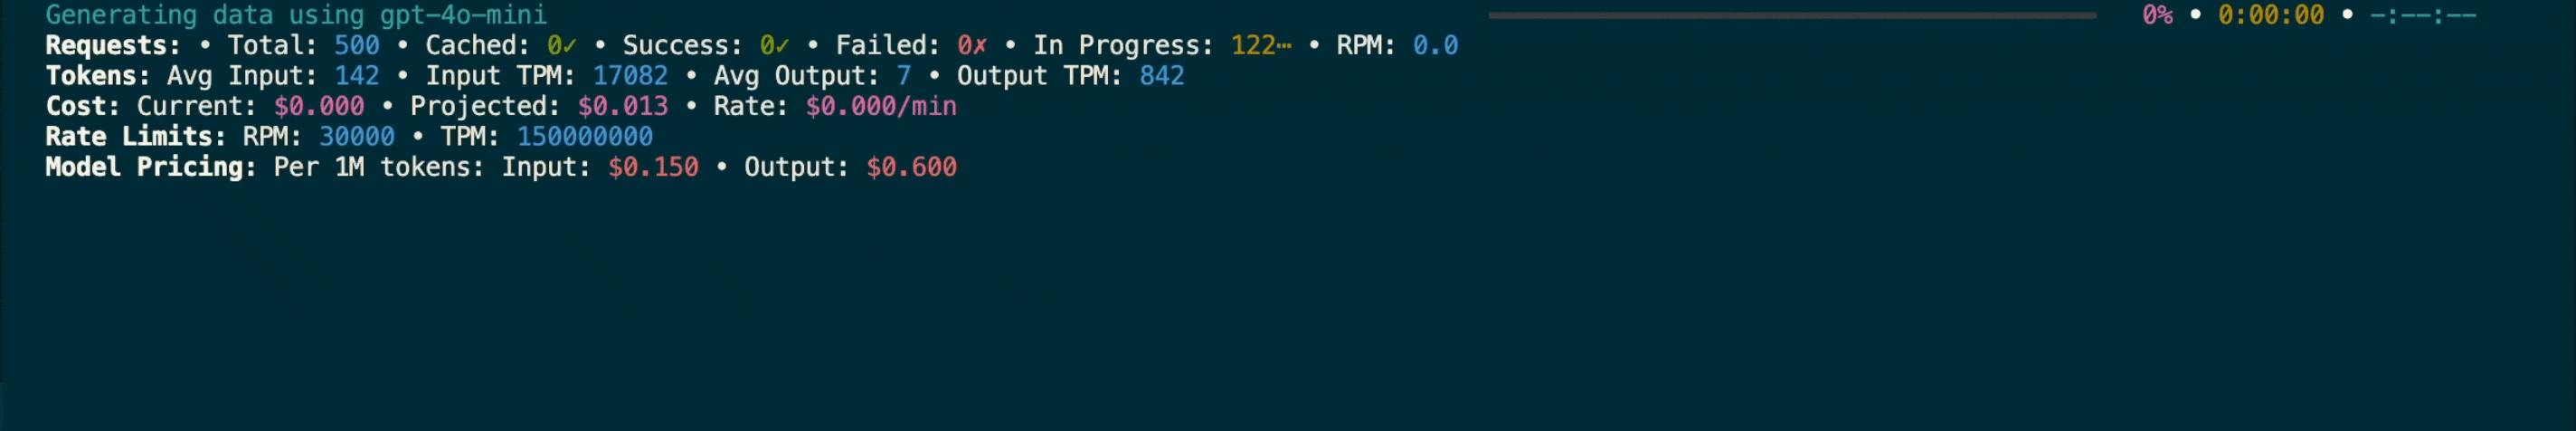 Generating data using gpt-4o-mini 0% • 0:00:00 • -:--:--
Requests: • Total: 500 • Cached: 0✓ • Success: 0✓ • Failed: 0✗ • In Progress: 122⋯ • RPM: 0.0
Tokens: Avg Input: 142 • Input TPM: 17082 • Avg Output: 7 • Output TPM: 842
Cost: Current: $0.000 • Projected: $0.013 • Rate: $0.000/min
Rate Limits: RPM: 30000 • TPM: 150000000
Model Pricing: Per 1M tokens: Input: $0.150 • Output: $0.600